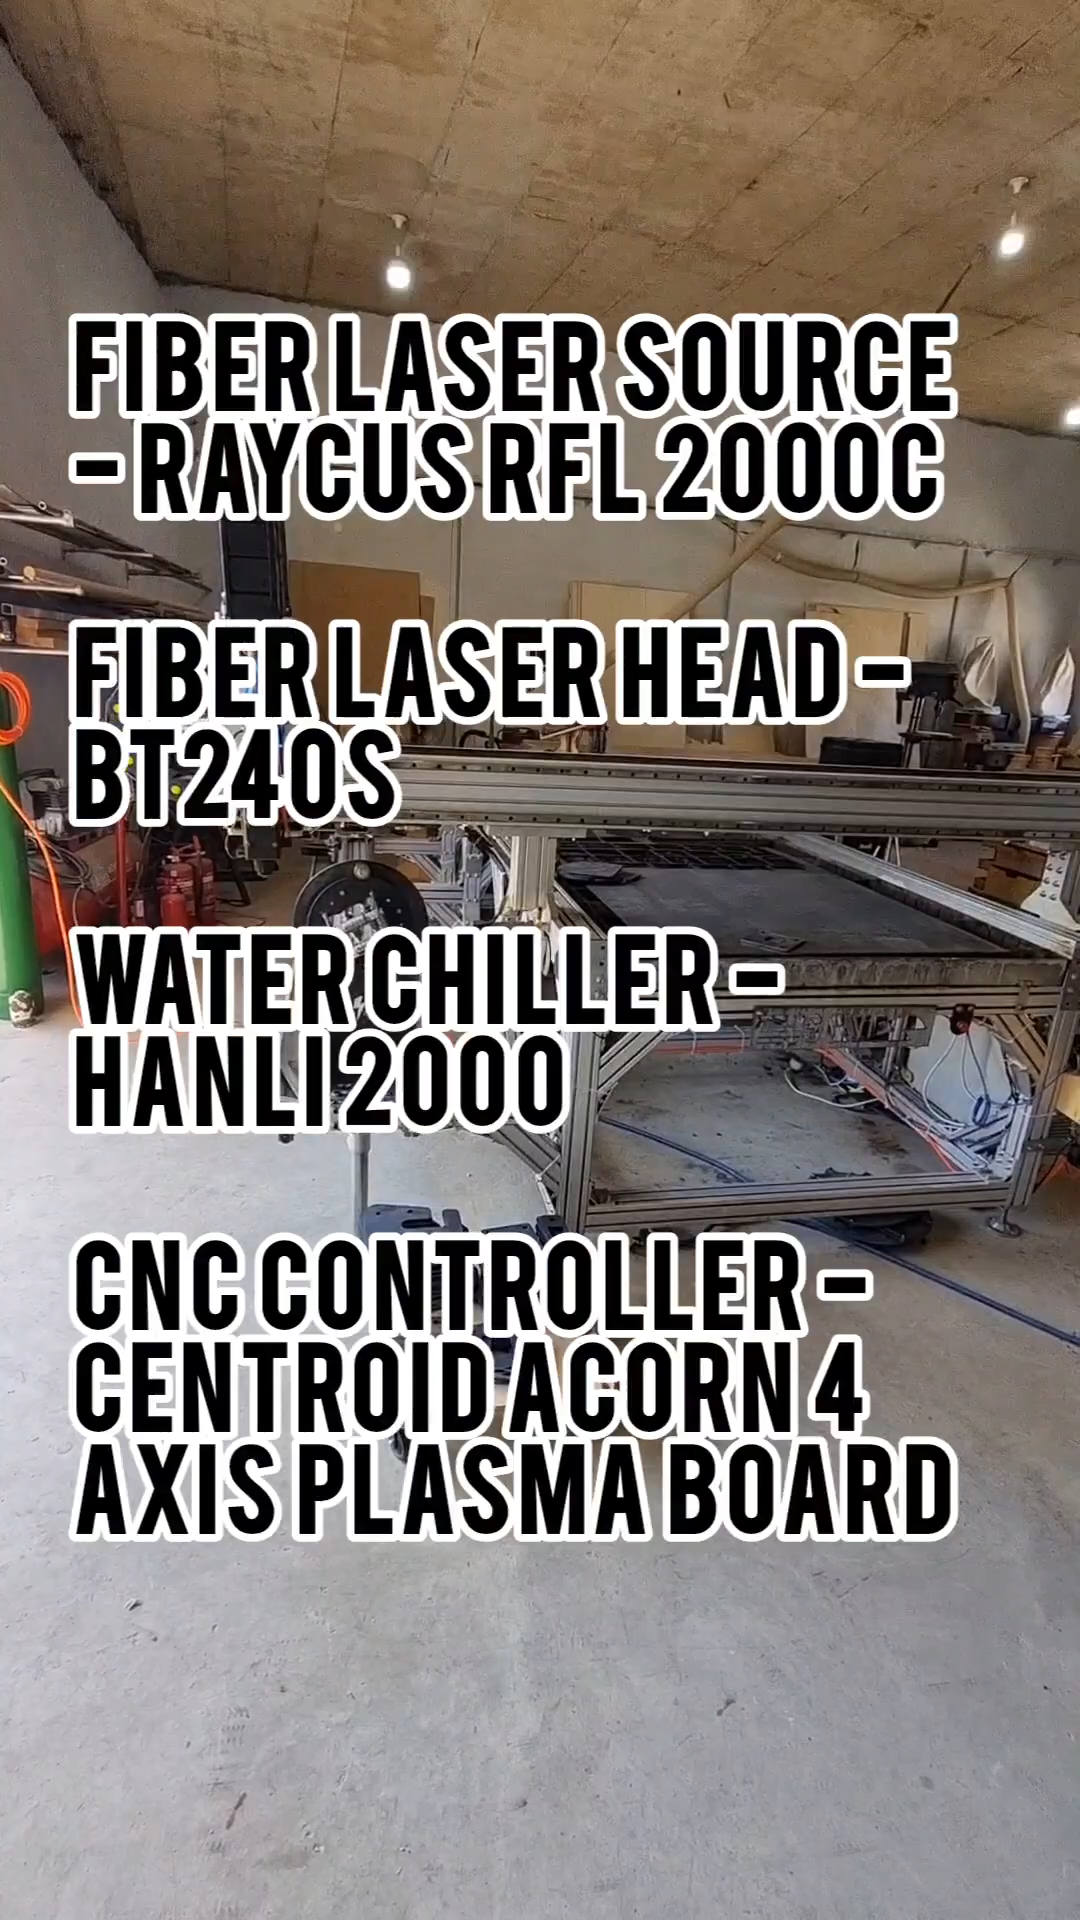 FIBER LASER SOURCE
- RAYCUS RFL 2000C
FIBER LASER HEAD -
BT240S
WATER CHILLER -
HANLI 2000
CNC CONTROLLER -
CENTROID ACORN 4
AXIS PLASMA BOARD